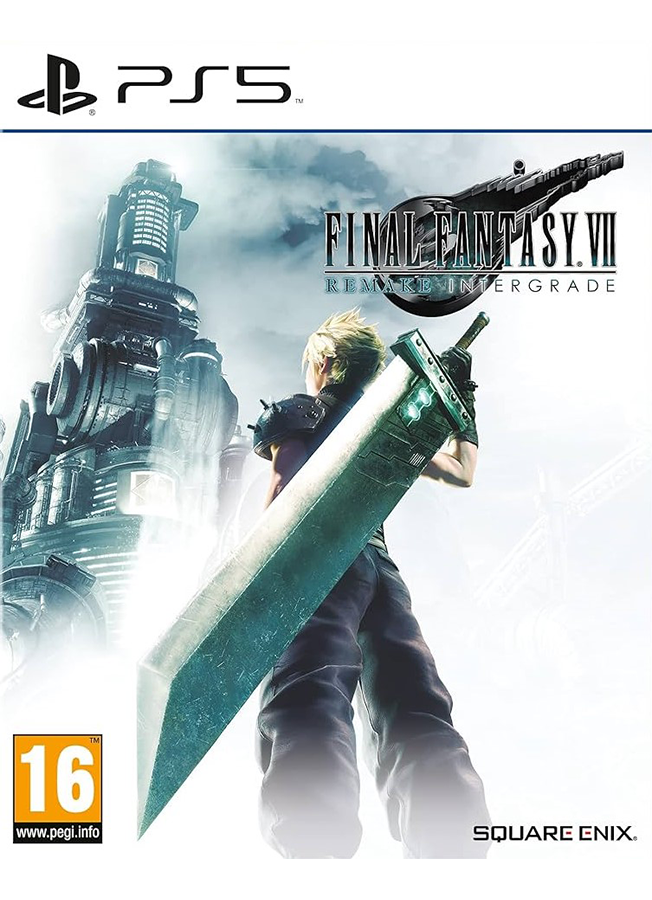 PS5
FINAL FANTASY VII
REMAKE INTERGRADE
16
www.pegi.info
SQUARE ENIX